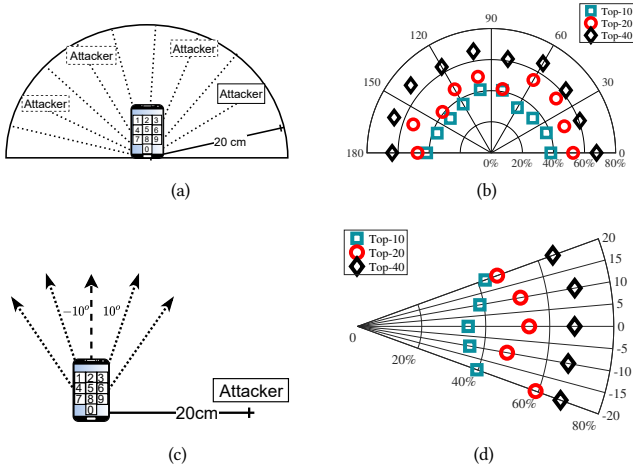 Attacker
Attacker
Attacker
Attacker
1 2 3
4 5 6
7 8 9
0
20 cm
(a)
Top-10
Top-20
Top-40
90
120
60
150
30
180
0
0%
20%
40%
60%
80%
(b)
-10º
10º
1 2 3
4 5 6
7 8 9
0
Attacker
20cm
(c)
Top-10
Top-20
Top-40
20
15
10
5
0
-5
-10
-15
-20
0
20%
40%
60%
80%
(d)